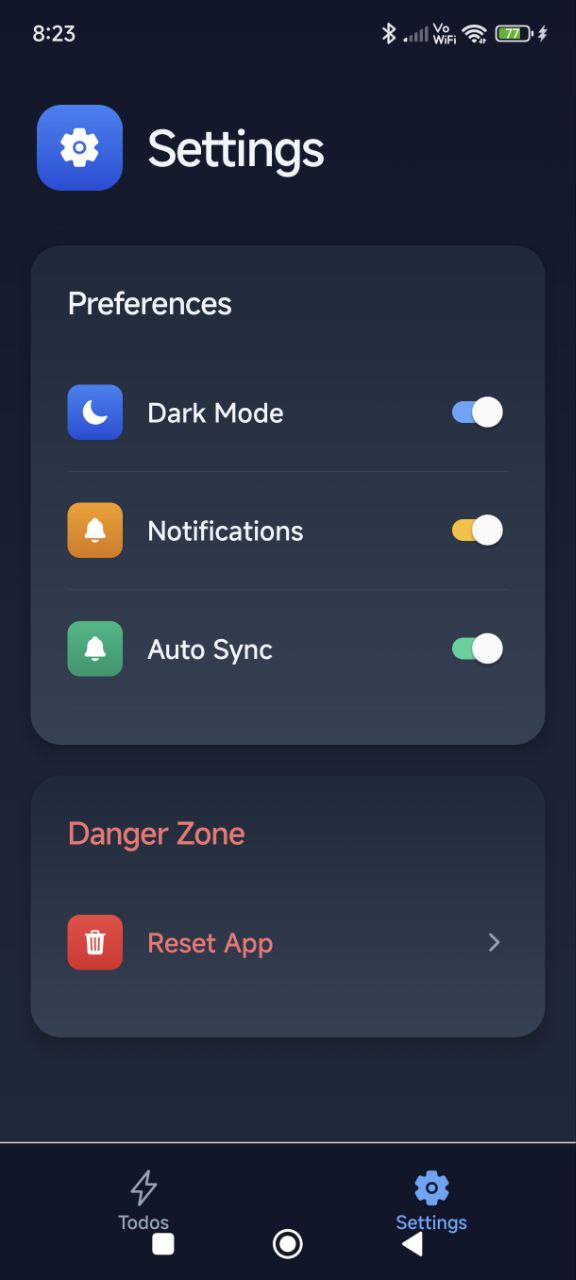 8:23
Vo
WiFi
77
Settings
Preferences
Dark Mode
Notifications
Auto Sync
Danger Zone
Reset App
Todos
Settings